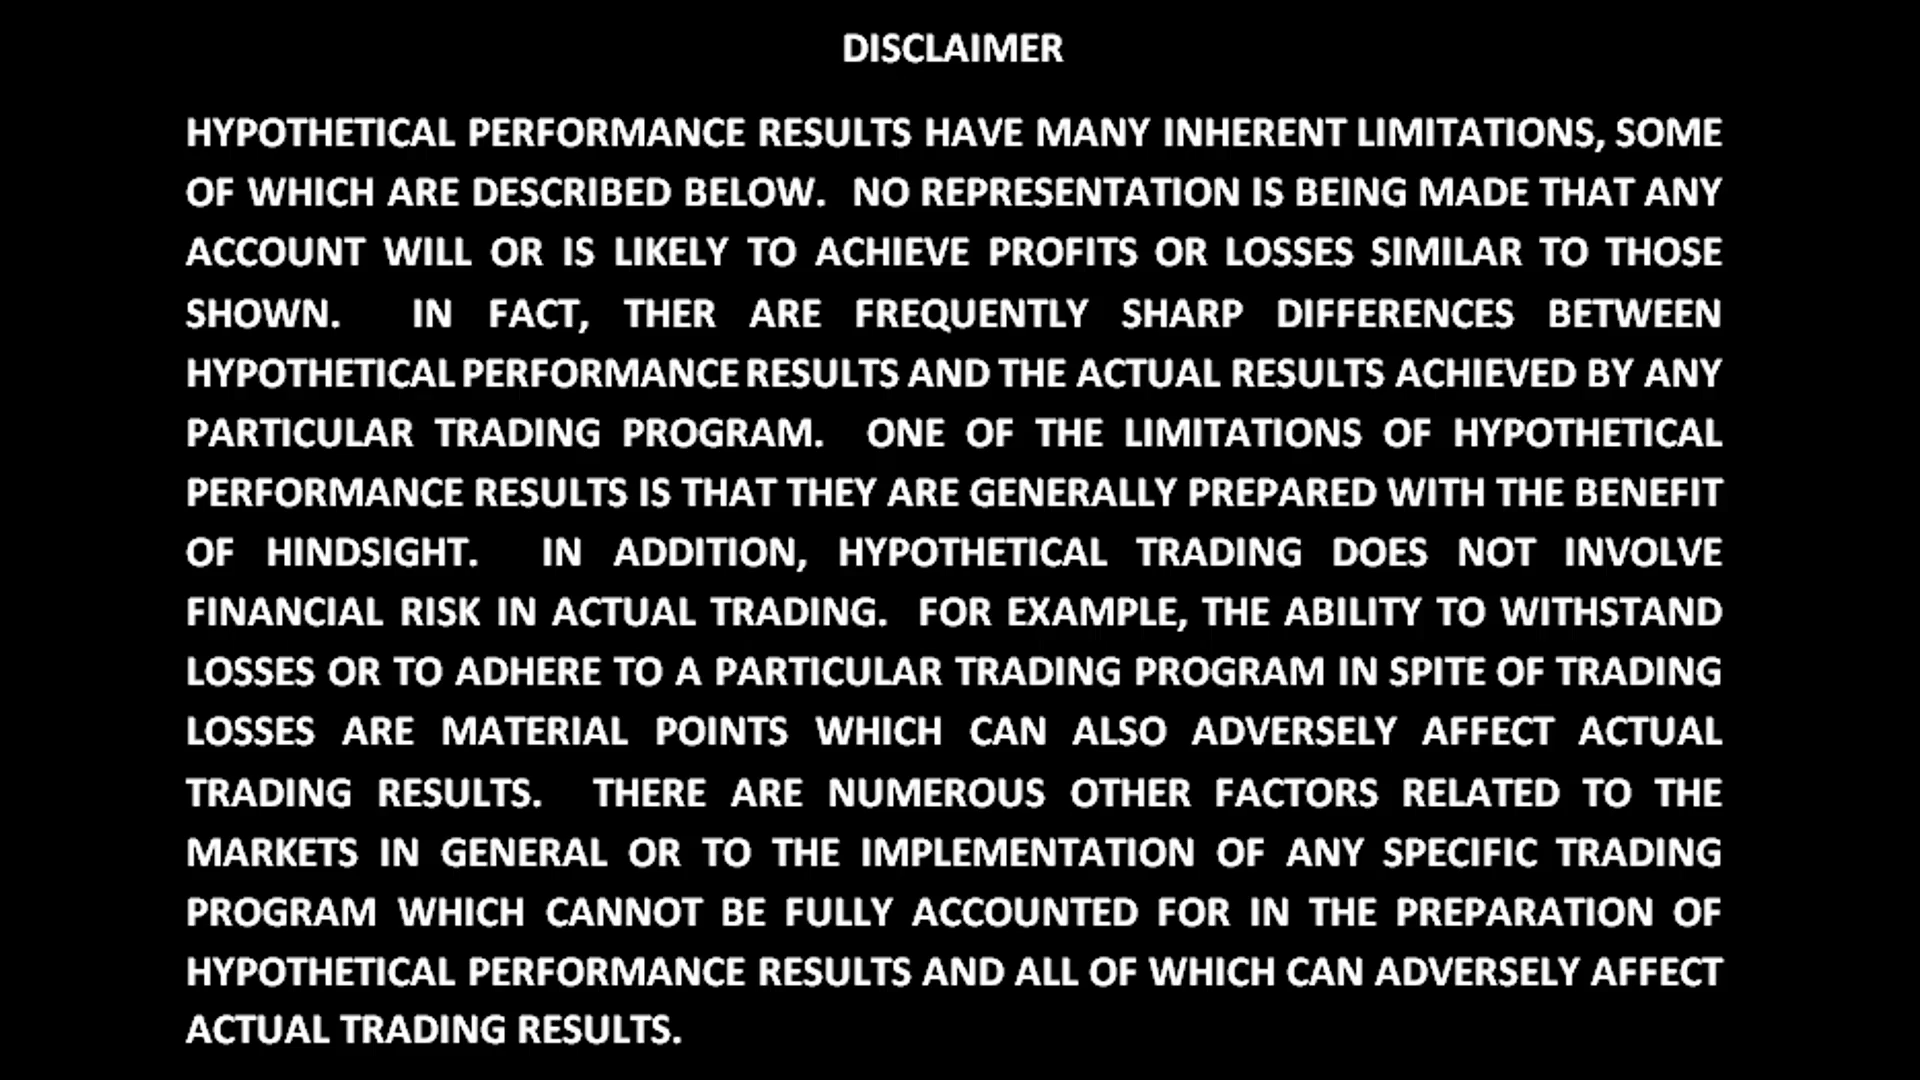 DISCLAIMER
HYPOTHETICAL PERFORMANCE RESULTS HAVE MANY INHERENT LIMITATIONS, SOME
OF WHICH ARE DESCRIBED BELOW. NO REPRESENTATION IS BEING MADE THAT ANY
ACCOUNT WILL OR IS LIKELY TO ACHIEVE PROFITS OR LOSSES SIMILAR TO THOSE
SHOWN. IN FACT, THER ARE FREQUENTLY SHARP DIFFERENCES BETWEEN
HYPOTHETICAL PERFORMANCE RESULTS AND THE ACTUAL RESULTS ACHIEVED BY ANY
PARTICULAR TRADING PROGRAM. ONE OF THE LIMITATIONS OF HYPOTHETICAL
PERFORMANCE RESULTS IS THAT THEY ARE GENERALLY PREPARED WITH THE BENEFIT
OF HINDSIGHT. IN ADDITION, HYPOTHETICAL TRADING DOES NOT INVOLVE
FINANCIAL RISK IN ACTUAL TRADING. FOR EXAMPLE, THE ABILITY TO WITHSTAND
LOSSES OR TO ADHERE TO A PARTICULAR TRADING PROGRAM IN SPITE OF TRADING
LOSSES ARE MATERIAL POINTS WHICH CAN ALSO ADVERSELY AFFECT ACTUAL
TRADING RESULTS. THERE ARE NUMEROUS OTHER FACTORS RELATED TO THE
MARKETS IN GENERAL OR TO THE IMPLEMENTATION OF ANY SPECIFIC TRADING
PROGRAM WHICH CANNOT BE FULLY ACCOUNTED FOR IN THE PREPARATION OF
HYPOTHETICAL PERFORMANCE RESULTS AND ALL OF WHICH CAN ADVERSELY AFFECT
ACTUAL TRADING RESULTS.